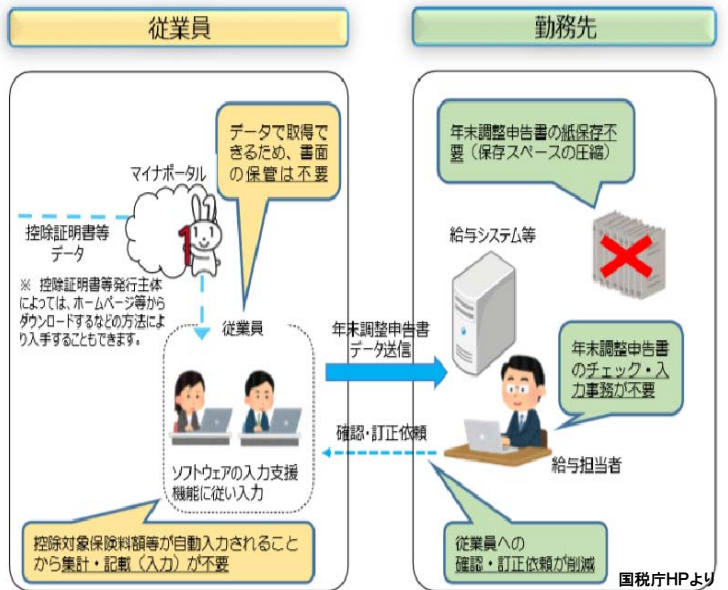 従業員
勤務先
データで取得で
きるため、書面
の保管は不要
マイナポータル
控除証明書等
データ
※ 控除証明書等発行主体
によっては、ホームページ等から
ダウンロードするなどの方法によ
り入手することもできます。
1
従業員
ソフトウェアの入力支援
機能に従い入力
控除対象保険料額等が自動入力されること
から集計・記載（入力）が不要
年末調整申告書
データ送信
確認・訂正依頼
年末調整申告書の紙保存不
要（保存スペースの圧縮）
給与システム等
年末調整申告書
のチェック・入
力事務が不要
給与担当者
従業員への
確認・訂正依頼が削減
国税庁HPより